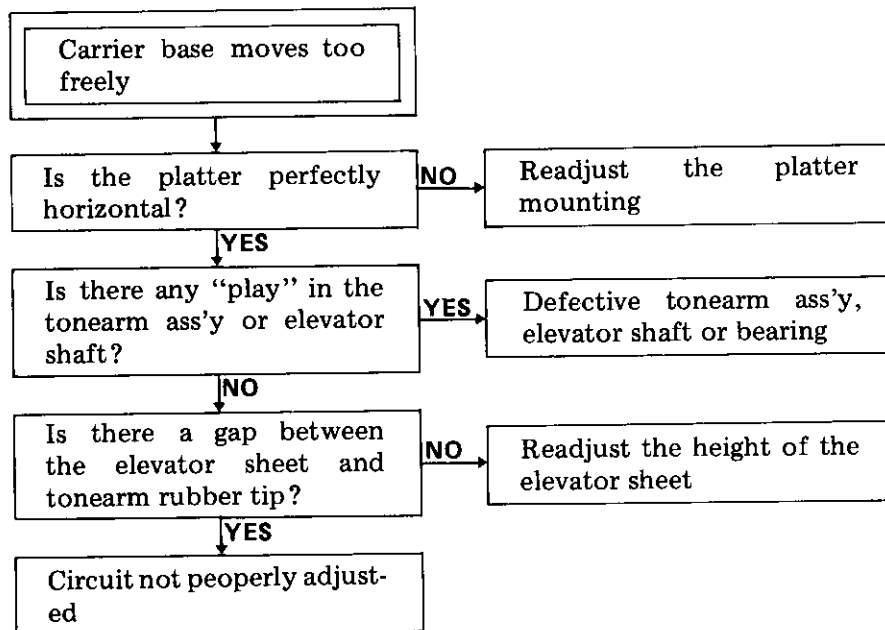 Carrier base moves too
freely
Is the platter perfectly
horizontal?
NO
Readjust the platter
mounting
YES
Is there any “play” in the
tonearm ass'y or elevator
shaft?
YES
Defective tonearm ass'y,
elevator shaft or bearing
NO
Is there a gap between
the elevator sheet and
tonearm rubber tip?
NO
Readjust the height of the
elevator sheet
YES
Circuit not peoperly adjust-
ed